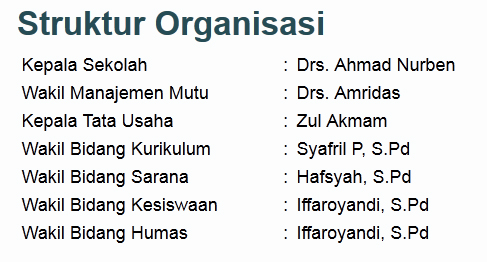 Struktur Organisasi
Kepala Sekolah : Drs. Ahmad Nurben
Wakil Manajemen Mutu : Drs. Amridas
Kepala Tata Usaha : Zul Akmam
Wakil Bidang Kurikulum : Syafril P, S.Pd
Wakil Bidang Sarana : Hafsyah, S.Pd
Wakil Bidang Kesiswaan : Iffaroyandi, S.Pd
Wakil Bidang Humas : Iffaroyandi, S.Pd